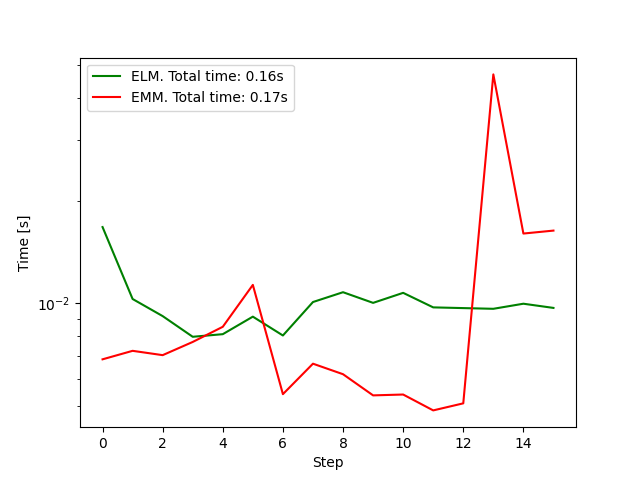 ELM. Total time: 0.16s
EMM. Total time: 0.17s
Time [s]
10⁻²
0 2 4 6 8 10 12 14
Step